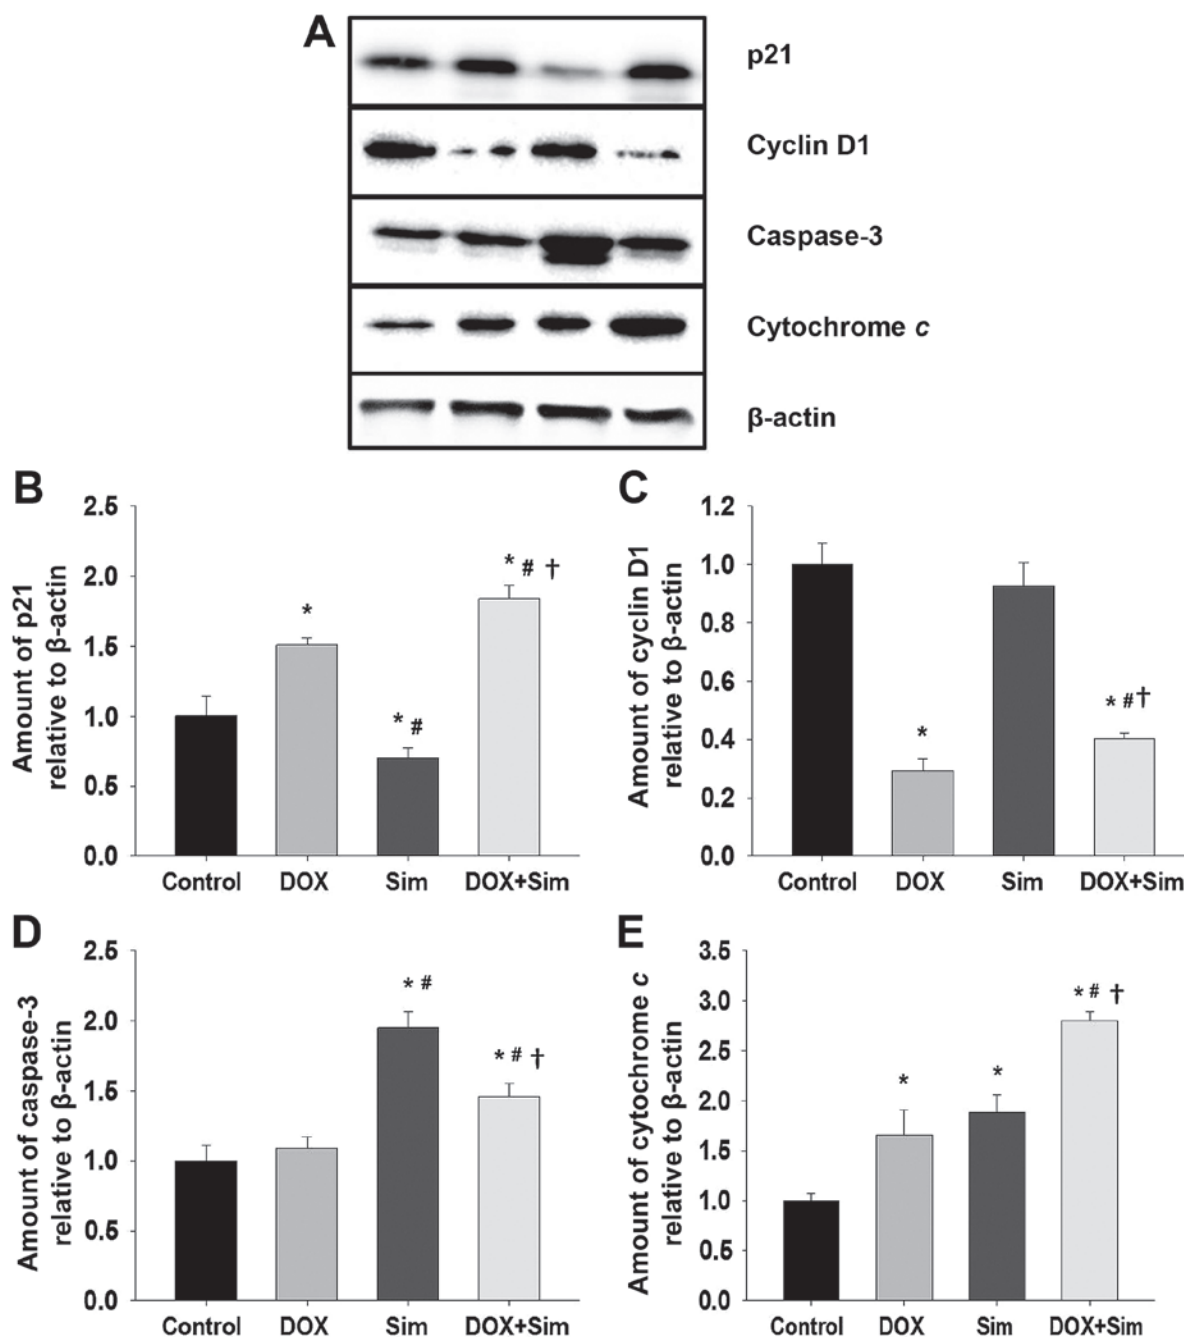 A
p21
Cyclin D1
Caspase-3
Cytochrome c
β-actin
B
Amount of p21
relative to β-actin
2.5
2.0
1.5
1.0
0.5
0.0
*
* #
* # †
Control DOX Sim DOX+Sim
C
Amount of cyclin D1
relative to β-actin
1.2
1.0
0.8
0.6
0.4
0.2
0.0
*
* # †
Control DOX Sim DOX+Sim
D
Amount of caspase-3
relative to β-actin
2.5
2.0
1.5
1.0
0.5
0.0
* #
* # †
Control DOX Sim DOX+Sim
E
Amount of cytochrome c
relative to β-actin
3.5
3.0
2.5
2.0
1.5
1.0
0.5
0.0
*
*
* # †
Control DOX Sim DOX+Sim